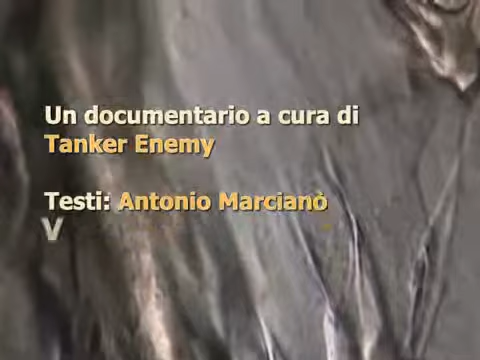 Un documentario a cura di
Tanker Enemy
Testi: Antonio Marcianò
V